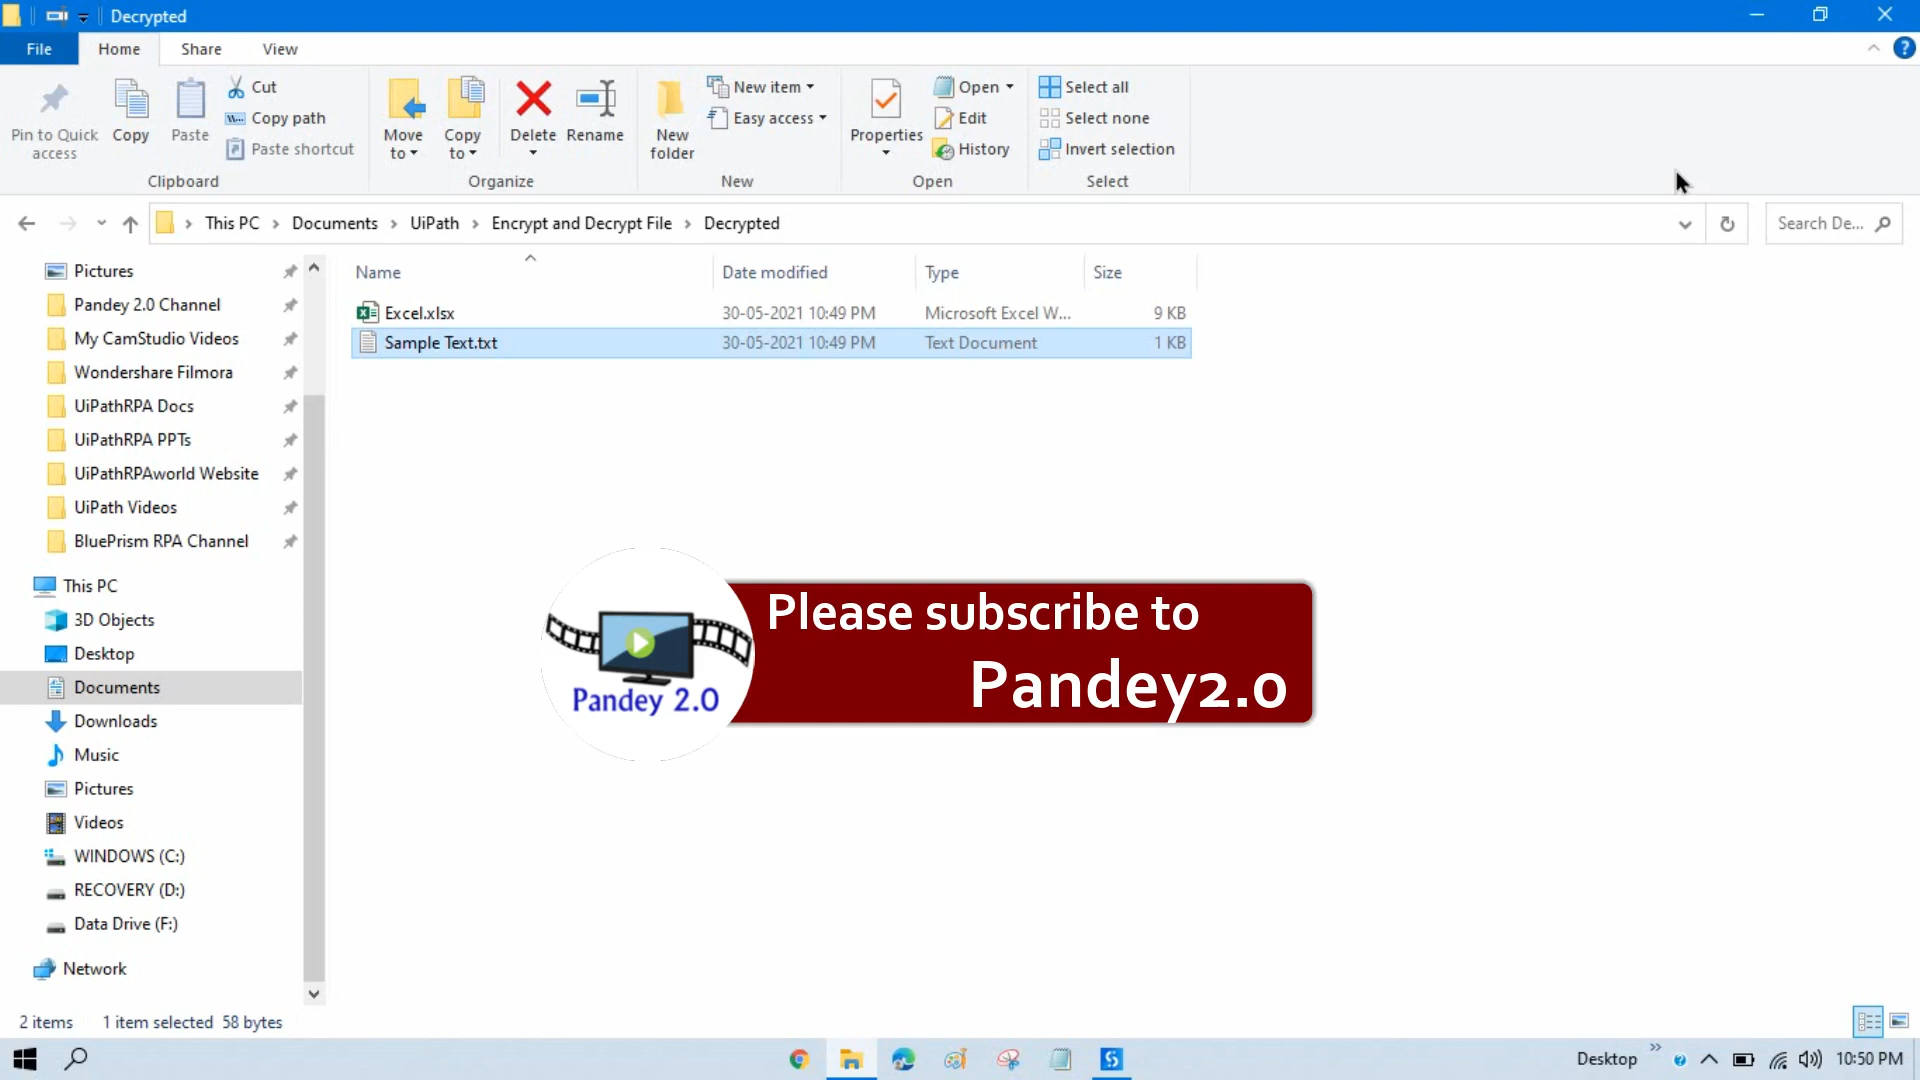 Decrypted
File Home Share View
Pin to Quick access
Copy
Paste
Cut
Copy path
Paste shortcut
Clipboard
Move to
Copy to
Delete
Rename
Organize
New folder
New item
Easy access
New
Properties
Open
Edit
History
Open
Select all
Select none
Invert selection
Select
This PC > Documents > UiPath > Encrypt and Decrypt File > Decrypted
Search De...
Name Date modified Type Size
Excel.xlsx 30-05-2021 10:49 PM Microsoft Excel W... 9 KB
Sample Text.txt 30-05-2021 10:49 PM Text Document 1 KB
Pictures
Pandey 2.0 Channel
My CamStudio Videos
Wondershare Filmora
UiPathRPA Docs
UiPathRPA PPTs
UiPathRPAworld Website
UiPath Videos
BluePrism RPA Channel
This PC
3D Objects
Desktop
Documents
Downloads
Music
Pictures
Videos
WINDOWS (C:)
RECOVERY (D:)
Data Drive (F:)
Network
Pandey 2.0
Please subscribe to
Pandey2.0
2 items 1 item selected 58 bytes
Desktop
10:50 PM